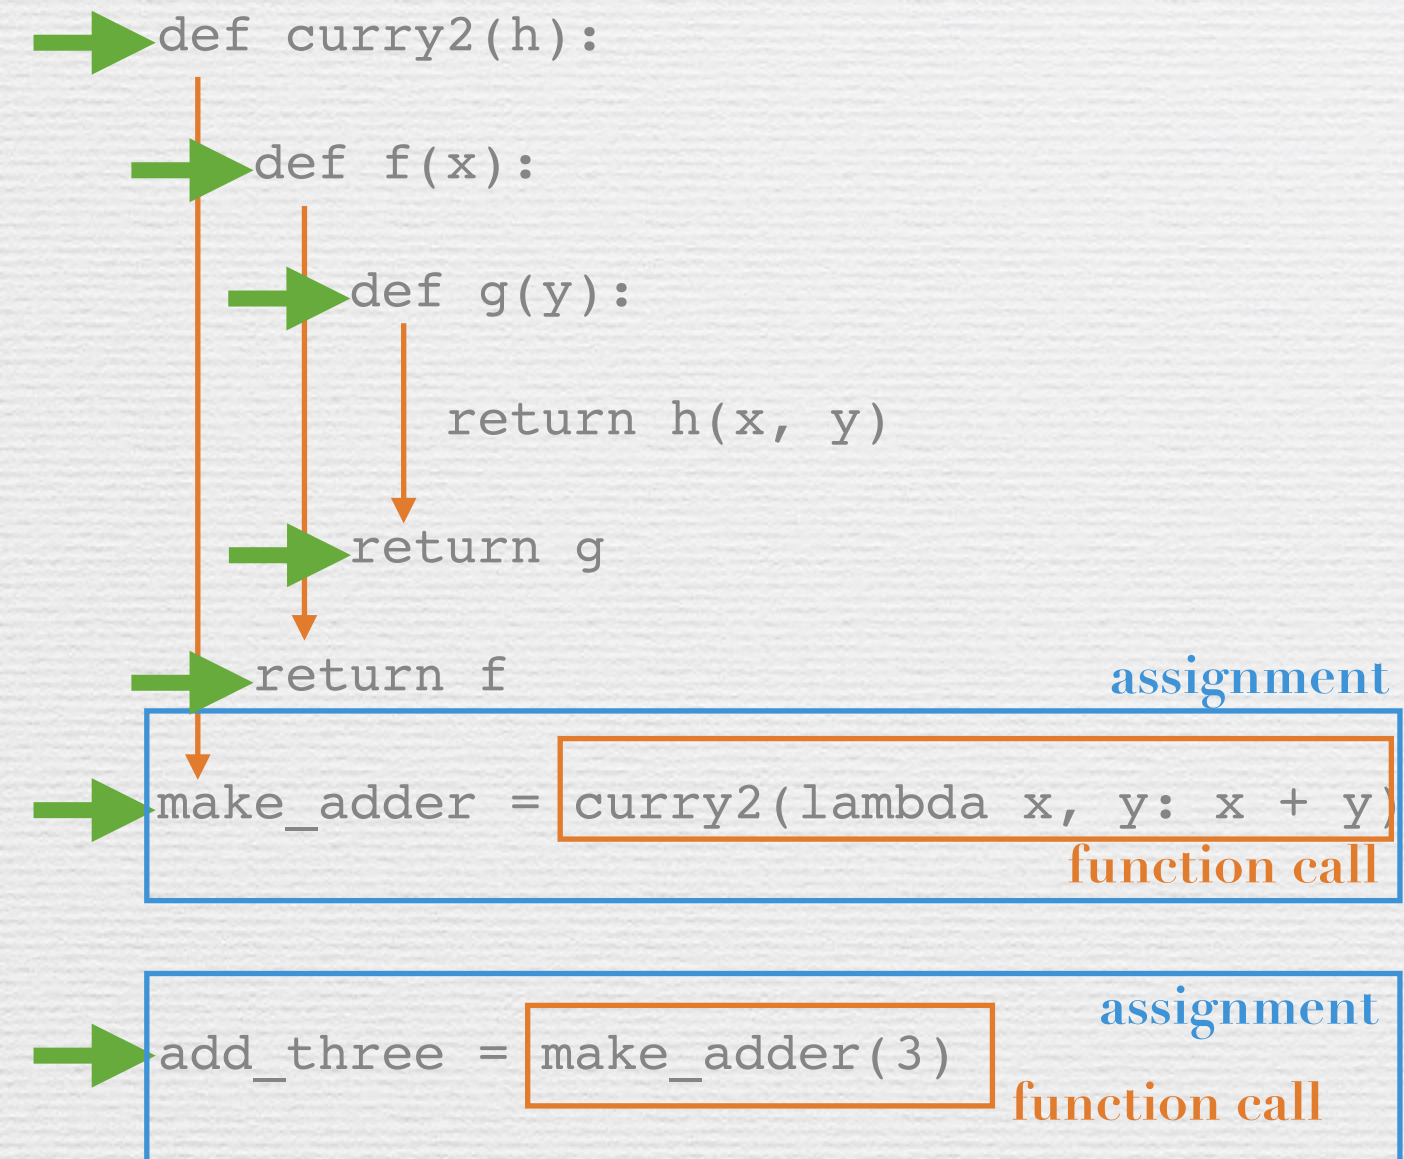 def curry2(h):
def f(x):
def g(y):
return h(x, y)
return g
return f
assignment
make_adder = curry2(lambda x, y: x + y)
function call
assignment
add_three = make_adder(3)
function call